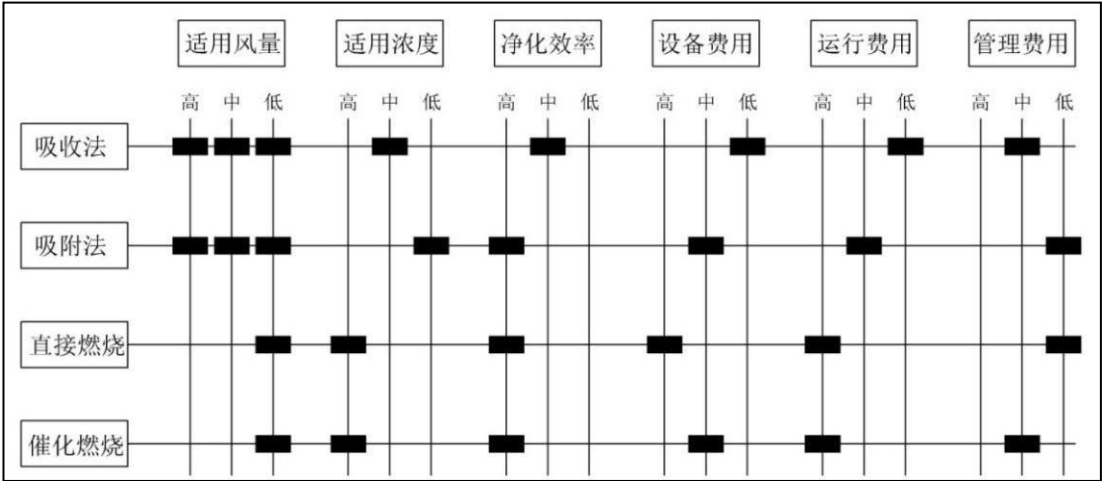 适用风量 适用浓度 净化效率 设备费用 运行费用 管理费用
高 中 低 高 中 低 高 中 低 高 中 低 高 中 低 高 中 低
吸收法
吸附法
直接燃烧
催化燃烧